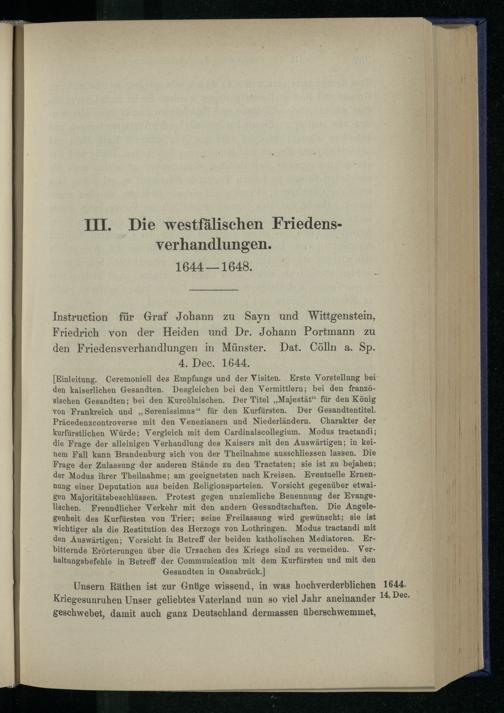 III. Die westfälischen Friedens-
verhandlungen.
1644—1648.
Instruction für Graf Johann zu Sayn und Wittgenstein,
Friedrich von der Heiden und Dr. Johann Portmann zu
den Friedensverhandlungen in Münster. Dat. Cölln a. Sp.
4. Dec. 1644.
[Einleitung. Ceremoniell des Empfangs und der Visiten. Erste Vorstellung bei
den kaiserlichen Gesandten. Desgleichen bei den Vermittlern; bei den franzö-
sischen Gesandten; bei den Kurcölnischen. Der Titel „Majestät“ für den König
von Frankreich und „Serenissimus“ für den Kurfürsten. Der Gesandtentitel.
Präcedenzcontroverse mit den Venezianern und Niederländern. Charakter der
kurfürstlichen Würde; Vergleich mit dem Cardinalscollegium. Modus tractandi;
die Frage der alleinigen Verhandlung des Kaisers mit den Auswärtigen; in kei-
nem Fall kann Brandenburg sich von der Theilnahme ausschliessen lassen. Die
Frage der Zulassung der anderen Stände zu den Tractaten; sie ist zu bejahen;
der Modus ihrer Theilnahme; am geeignetsten nach Kreisen. Eventuelle Ernen-
nung einer Deputation aus beiden Religionsparteien. Vorsicht gegenüber etwai-
gen Majoritätsbeschlüssen. Protest gegen unziemliche Benennung der Evange-
lischen. Freundlicher Verkehr mit den andern Gesandtschaften. Die Angele-
genheit des Kurfürsten von Trier; seine Freilassung wird gewünscht; sie ist
wichtiger als die Restitution des Herzogs von Lothringen. Modus tractandi mit
den Auswärtigen; Vorsicht in Betreff der beiden katholischen Mediatoren. Er-
bitternde Erörterungen über die Ursachen des Kriegs sind zu vermeiden. Ver-
haltungsbefehle in Betreff der Communication mit dem Kurfürsten und mit den
Gesandten in Osnabrück.]
Unsern Räthen ist zur Gnüge wissend, in was hochverderblichen 1644.
Kriegesunruhen Unser geliebtes Vaterland nun so viel Jahr aneinander 14. Dec.
geschwebet, damit auch ganz Deutschland dermassen überschwemmet,